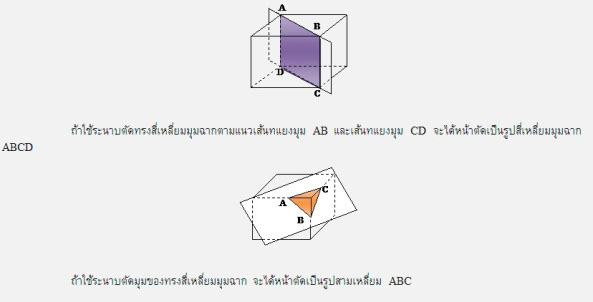 A
B
D
C
ถ้าใช้ระนาบตัดทรงสี่เหลี่ยมมุมฉากตามแนวเส้นทแยงมุม AB และเส้นทแยงมุม CD จะได้หน้าตัดเป็นรูปสี่เหลี่ยมมุมฉาก
ABCD
C
A
B
ถ้าใช้ระนาบตัดมุมของทรงสี่เหลี่ยมมุมฉาก จะได้หน้าตัดเป็นรูปสามเหลี่ยม ABC